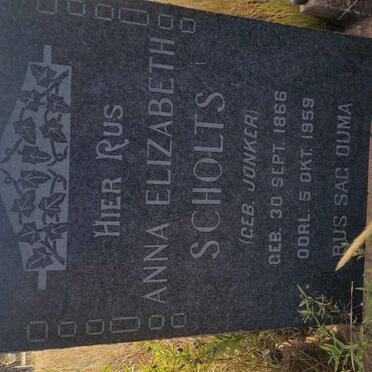 HIER RUS
ANNA ELIZABETH
SCHOLTS
(GEB. JONKER)
GEB. 30 SEPT. 1866
OORL. 5 OKT. 1959
RUS SAG OUMA